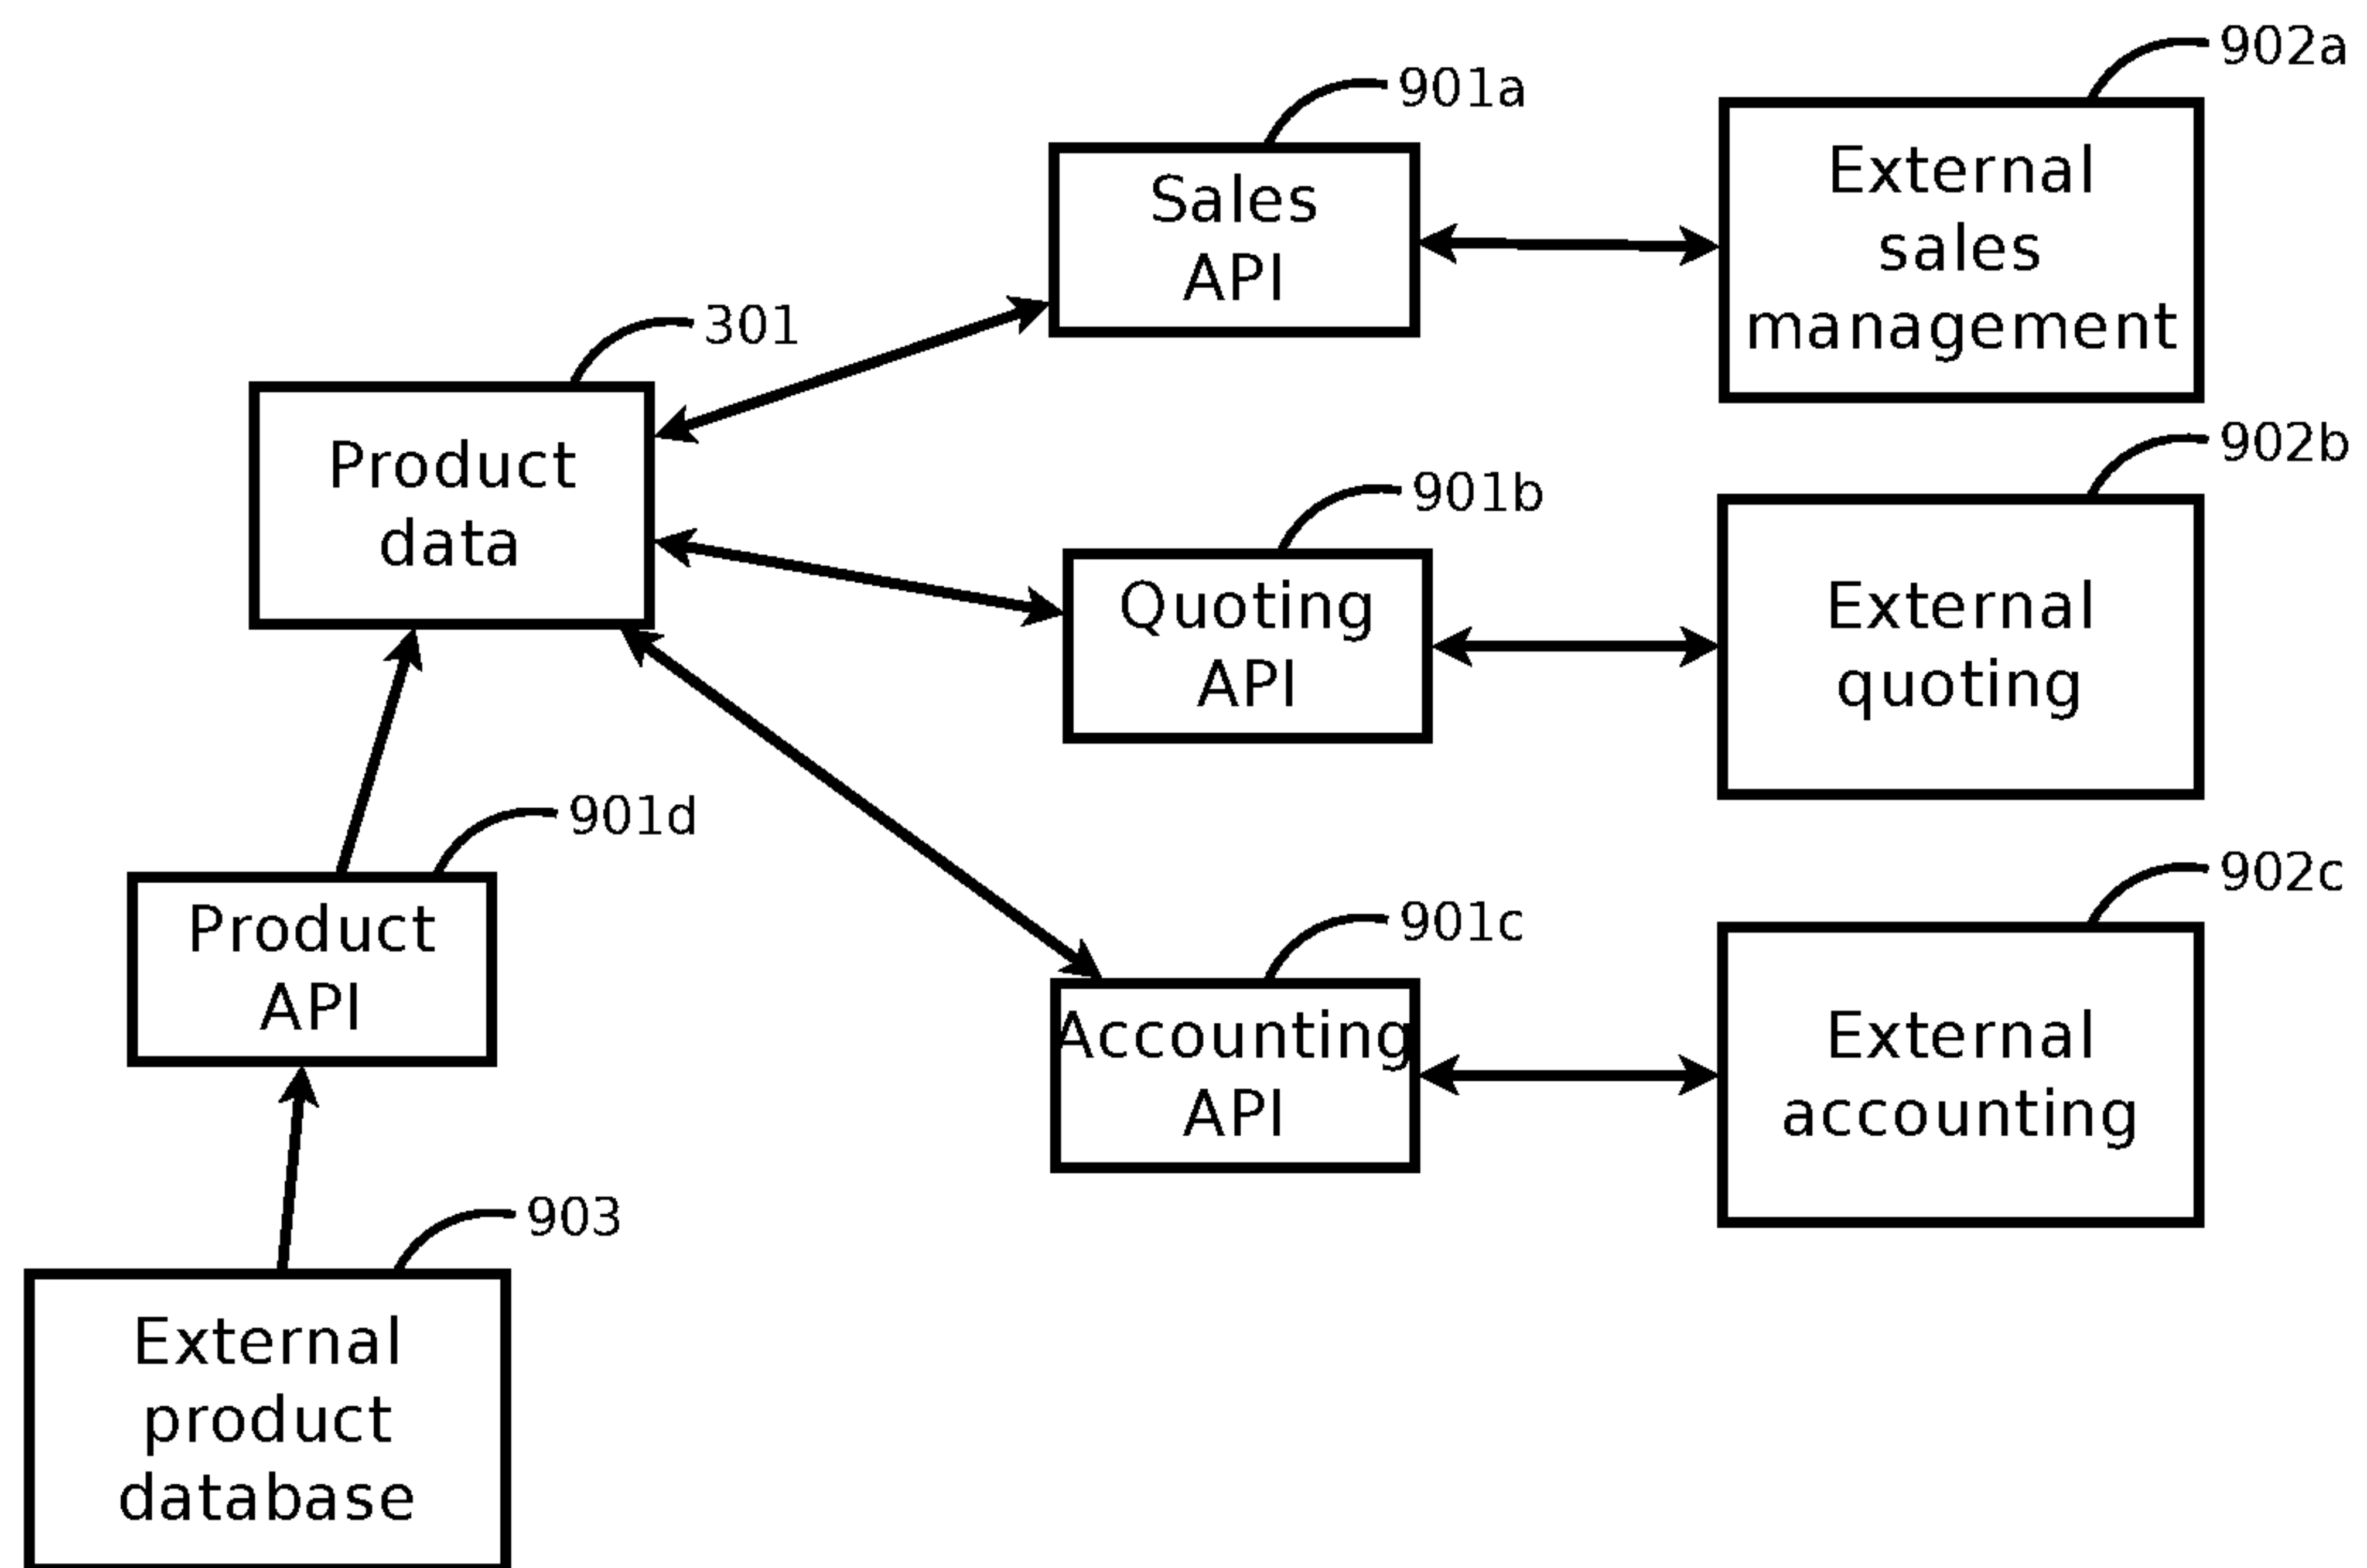 902a
901a
External
sales
management
Sales
API
301
Product
data
902b
901b
External
quoting
Quoting
API
901d
Product
API
902c
901c
External
accounting
Accounting
API
903
External
product
database